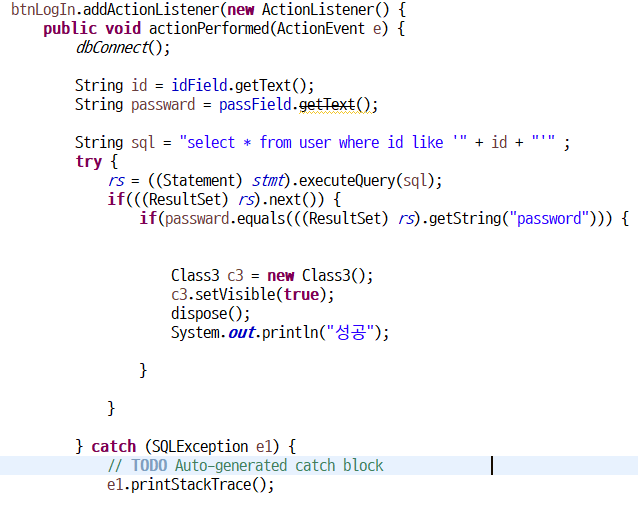 btnLogIn.addActionListener(new ActionListener() {
public void actionPerformed(ActionEvent e) {
dbConnect();
String id = idField.getText();
String passward = passField.getText();
String sql = "select * from user where id like '" + id + "'" ;
try {
rs = ((Statement) stmt).executeQuery(sql);
if(((ResultSet) rs).next()) {
if(passward.equals(((ResultSet) rs).getString("password"))) {
Class3 c3 = new Class3();
c3.setVisible(true);
dispose();
System.out.println("성공");
}
}
} catch (SQLException e1) {
// TODO Auto-generated catch block
e1.printStackTrace();